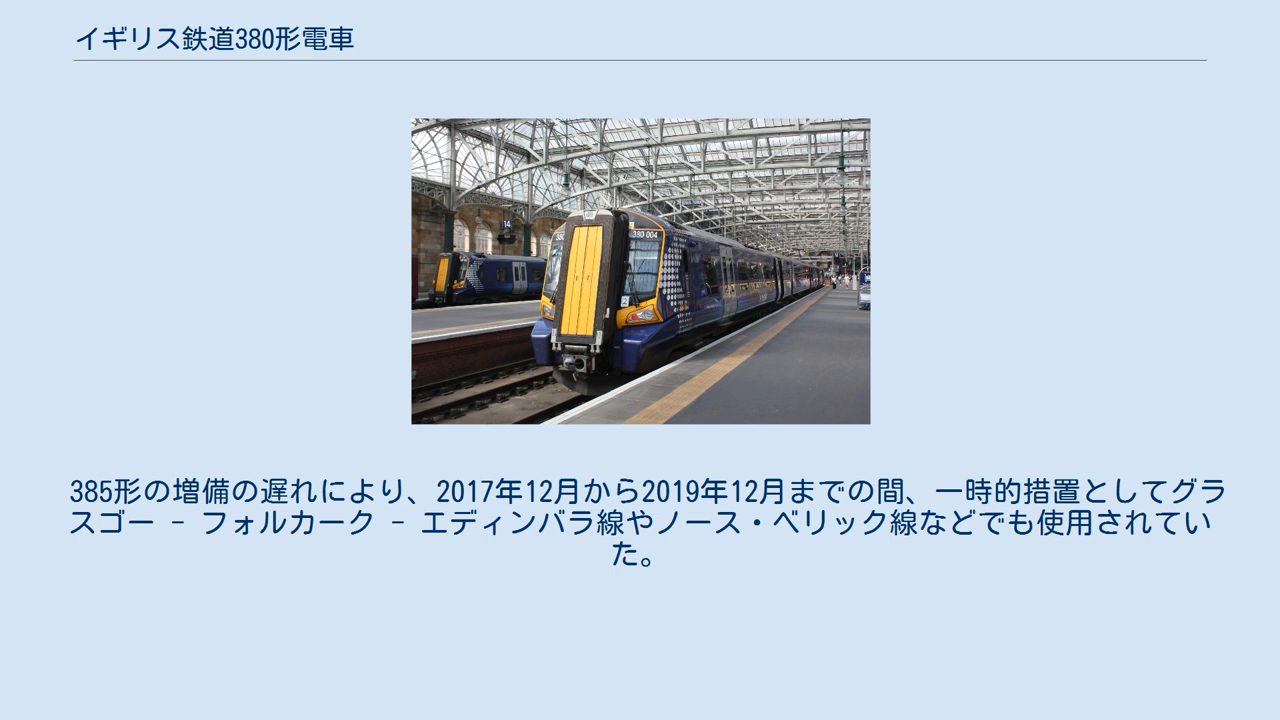 イギリス鉄道380形電車
14
380 004
385形の増備の遅れにより、2017年12月から2019年12月までの間、一時的措置としてグラ
スゴー - フォルカーク - エディンバラ線やノース・ベリック線などでも使用されてい
た。